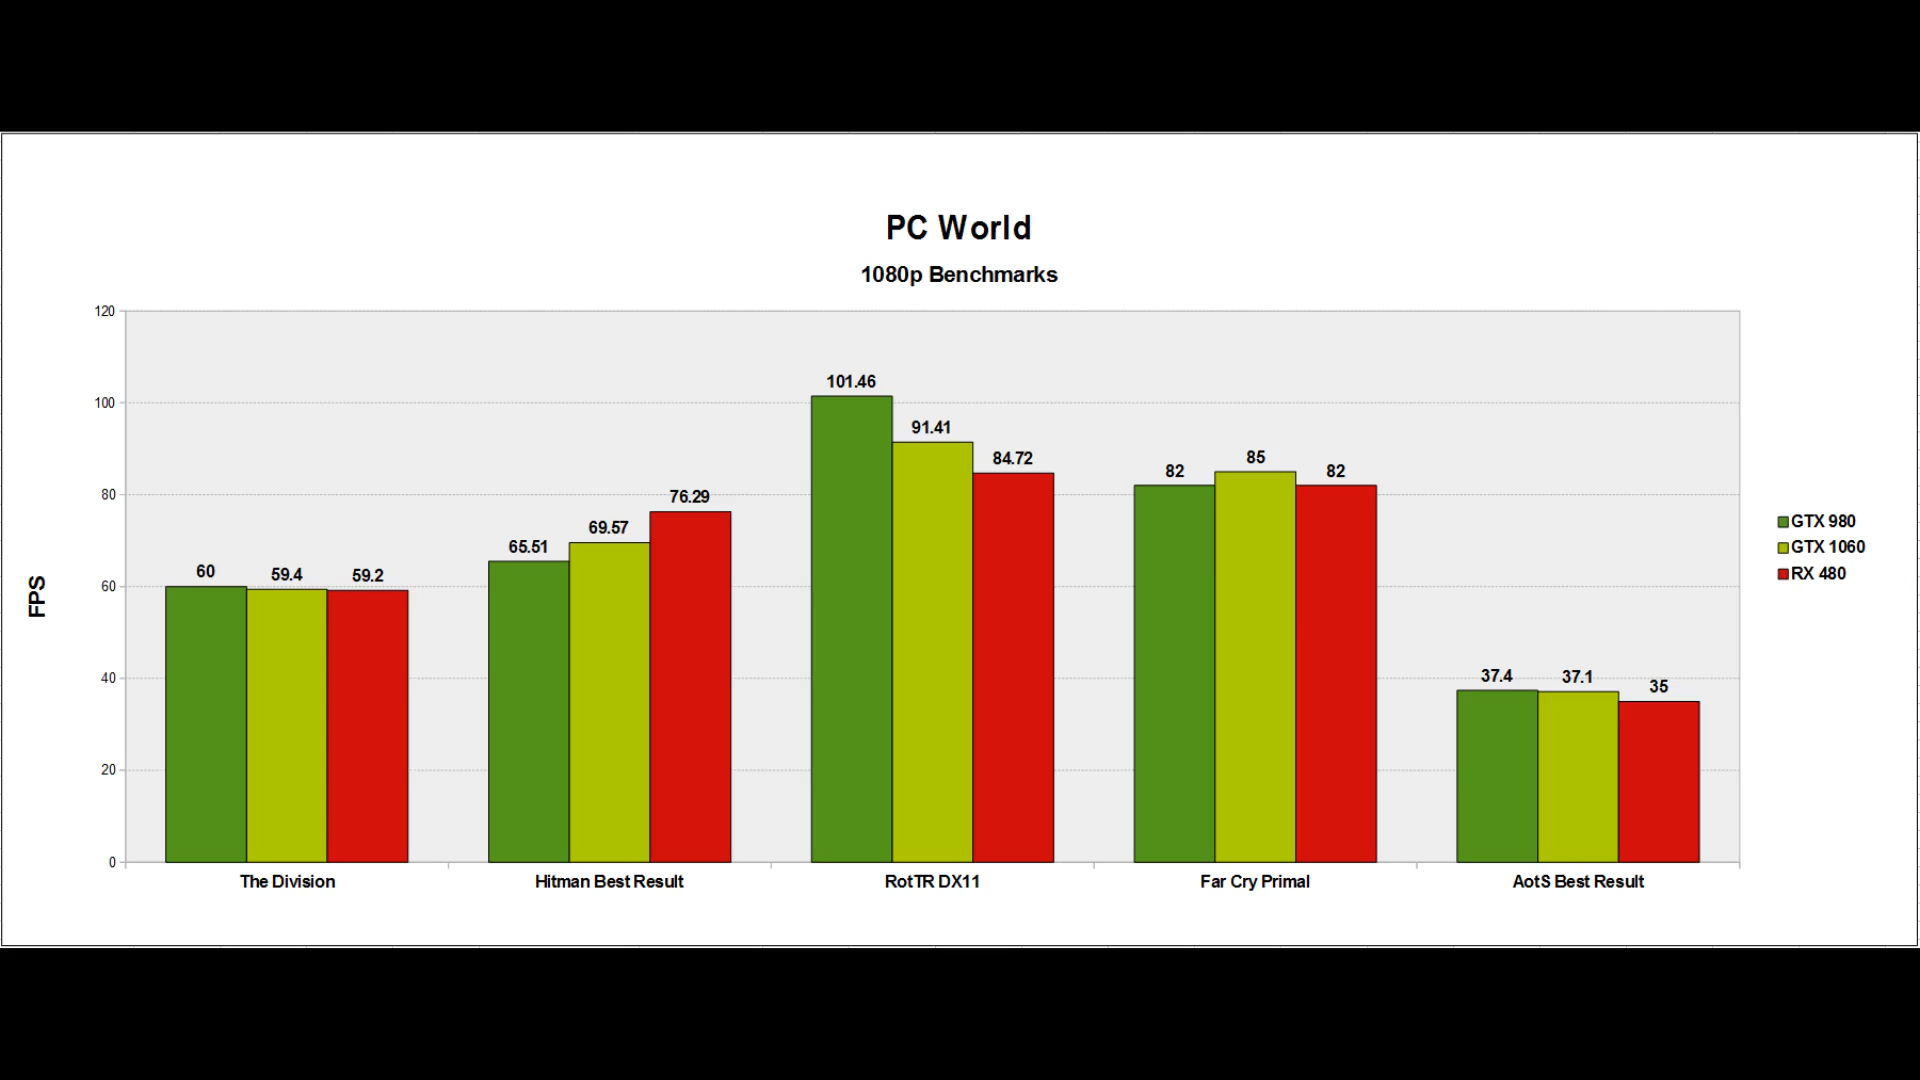 PC World
1080p Benchmarks
120
100
80
60
40
20
0
FPS
101.46
91.41
84.72
82
85
82
76.29
69.57
65.51
60
59.4
59.2
37.4
37.1
35
GTX 980
GTX 1060
RX 480
The Division
Hitman Best Result
RotTR DX11
Far Cry Primal
AotS Best Result